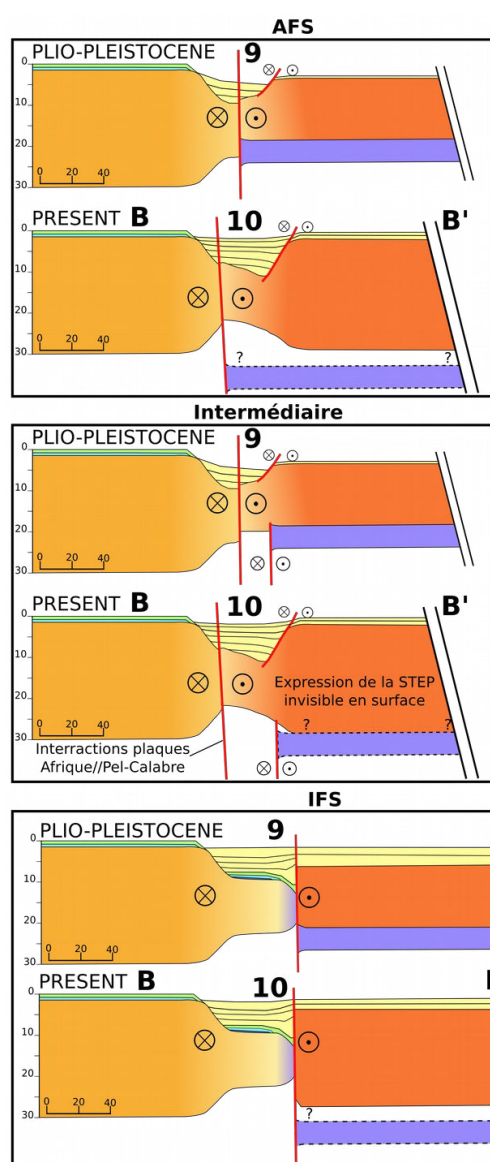 AFS
PLIO-PLEISTOCENE 9
0
10
20
30
0 20 40
PRESENT B 10 B'
0
10
20
30
0 20 40
? ?
Intermédiaire
PLIO-PLEISTOCENE 9
0
10
20
30
0 20 40
PRESENT B 10 B'
0
10
20
30
0 20 40
Expression de la STEP
invisible en surface
? ?
Interractions plaques
Afrique//Pel-Calabre
IFS
PLIO-PLEISTOCENE 9
0
10
20
30
0 20 40
PRESENT B 10
0
10
20
30
0 20 40
?